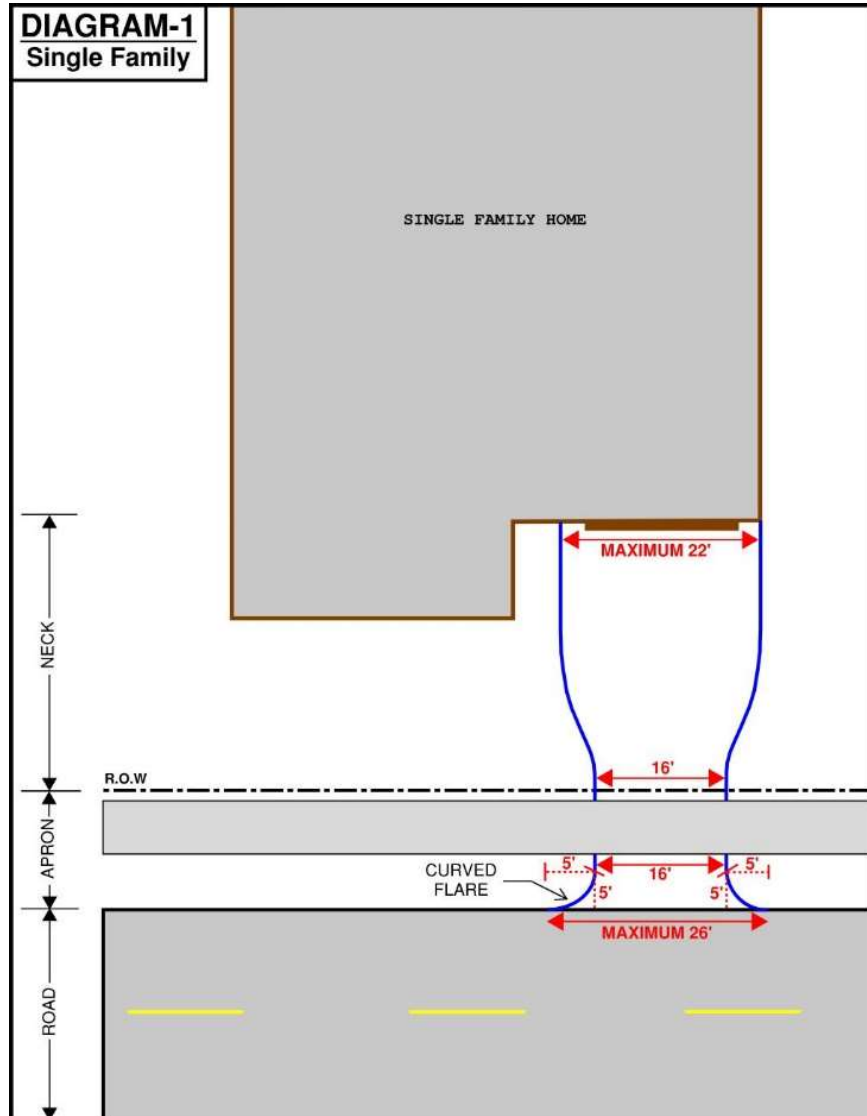 DIAGRAM-1
Single Family
SINGLE FAMILY HOME
MAXIMUM 22'
NECK
R.O.W
16'
APRON
5'
16'
5'
CURVED
FLARE
5'
5'
MAXIMUM 26'
ROAD